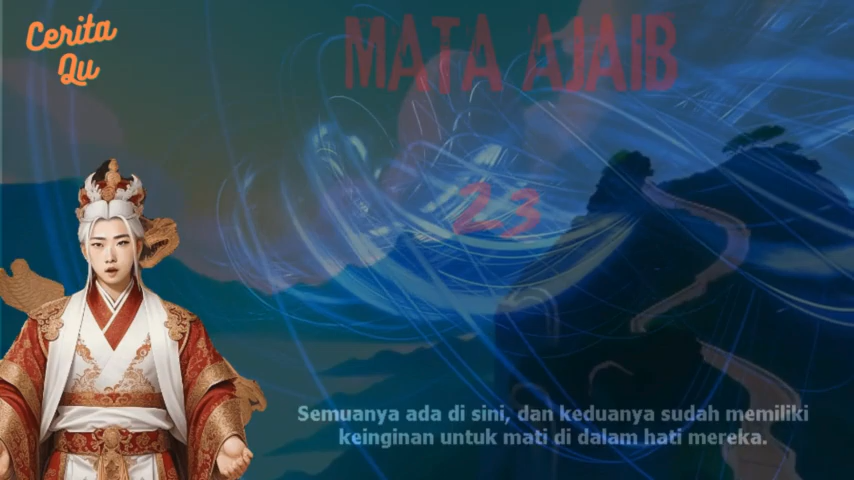 Cerita
Qu
MATA AJAIB
23
Semuanya ada di sini, dan keduanya sudah memiliki
keinginan untuk mati di dalam hati mereka.